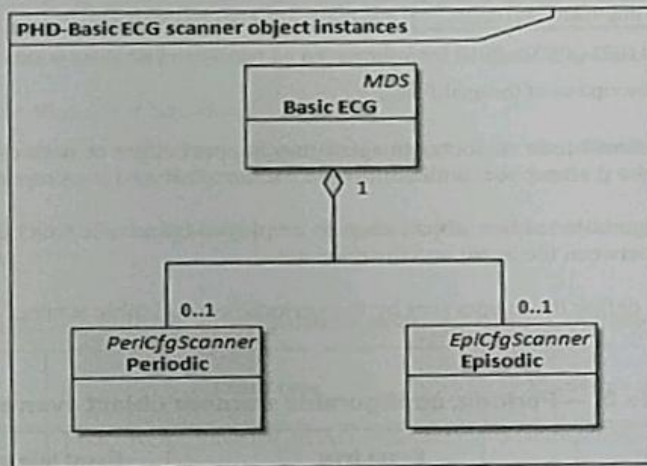 PHD-Basic ECG scanner object instances
MDS
Basic ECG
1
0..1
0..1
PeriCfgScanner
Periodic
EpiCfgScanner
Episodic